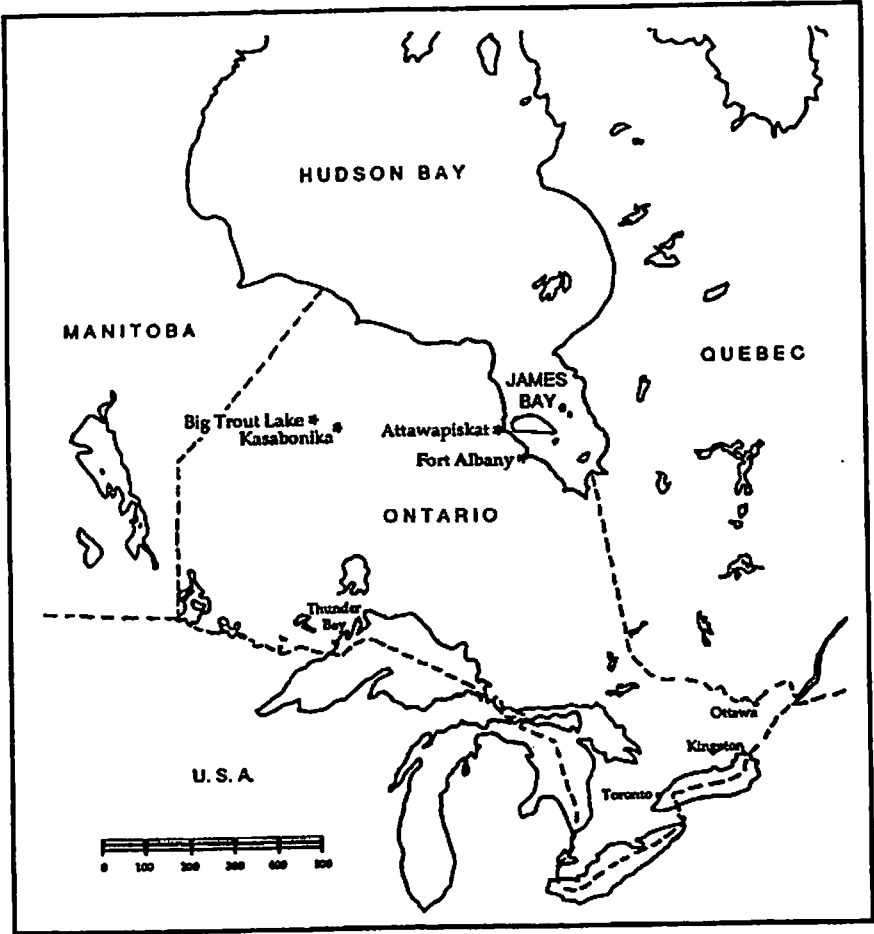 HUDSON BAY
MANITOBA
QUEBEC
JAMES
BAY
Big Trout Lake
Kasabonika
Attawapiskat
Fort Albany
ONTARIO
Thunder
Bay
Ottawa
Kingston
U.S.A.
Toronto
0 100 200 300 400 500